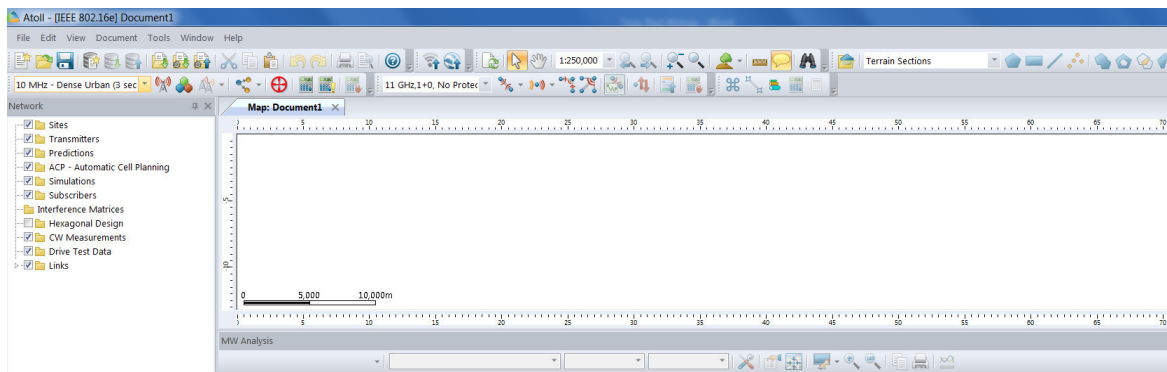 Atoll - [IEEE 802.16e] Document1
File Edit View Document Tools Window Help
1:250,000 Terrain Sections
10 MHz - Dense Urban (3 sec 11 GHz,1+0, No Protec
Network
Map: Document1
Sites
Transmitters
Predictions
ACP - Automatic Cell Planning
Simulations
Subscribers
Interference Matrices
Hexagonal Design
CW Measurements
Drive Test Data
Links
5 10 15 20 25 30 35 40 45 50 55 60 65 70
5
10
0 5,000 10,000m
5 10 15 20 25 30 35 40 45 50 55 60 65 70
MW Analysis